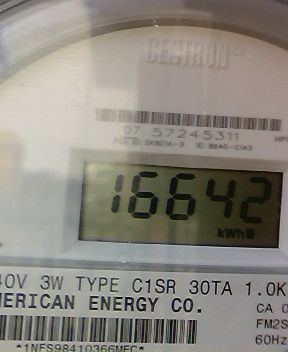 CENTRON
07 57245311
16642
kWh
40V 3W TYPE C1SR 30TA 1.0K
MERICAN ENERGY CO.
CA 0
FM2S
60Hz
*1NFS98410366MEC*